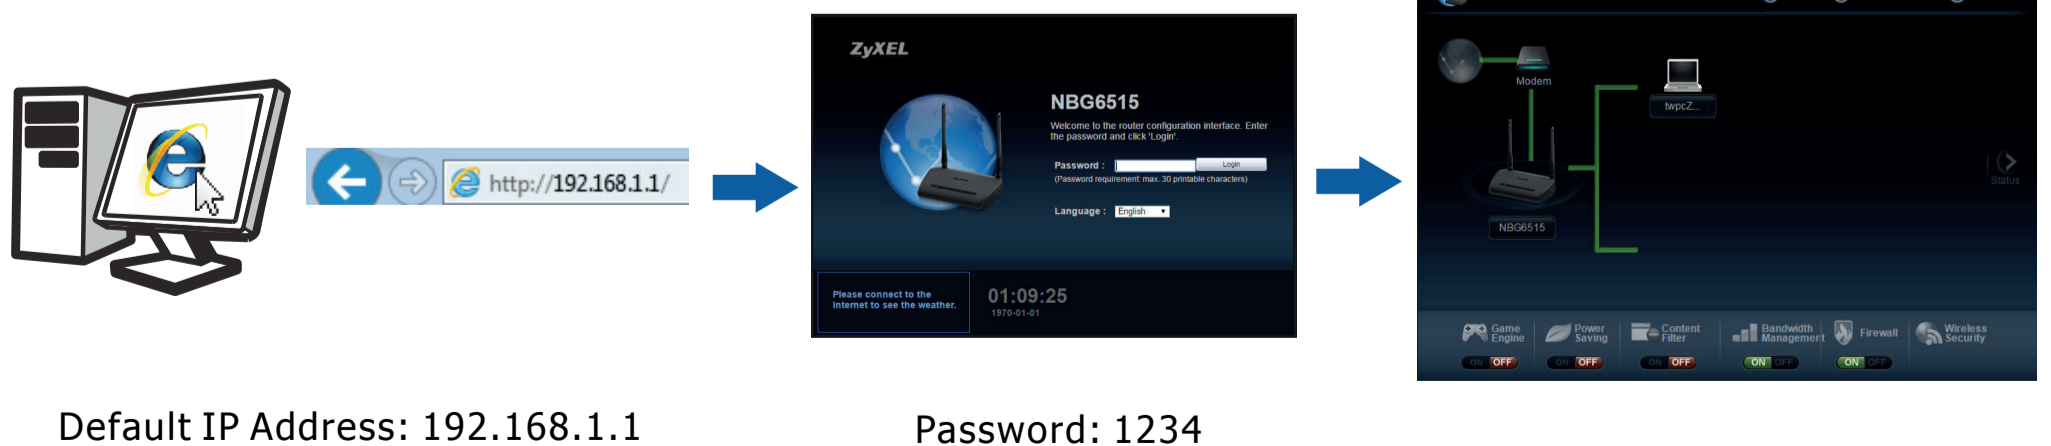 http://192.168.1.1/
Default IP Address: 192.168.1.1
ZyXEL
NBG6515
Welcome to the router configuration interface. Enter
the password and click 'Login'.
Password :
Login
(Password requirement: max. 30 printable characters)
Language :
English
Please connect to the
Internet to see the weather.
01:09:25
1970-01-01
Password: 1234
Modem
twpcZ...
NBG6515
Status
Game
Engine
ON OFF
Power
Saving
ON OFF
Content
Filter
ON OFF
Bandwidth
Management
ON OFF
Firewall
ON OFF
Wireless
Security